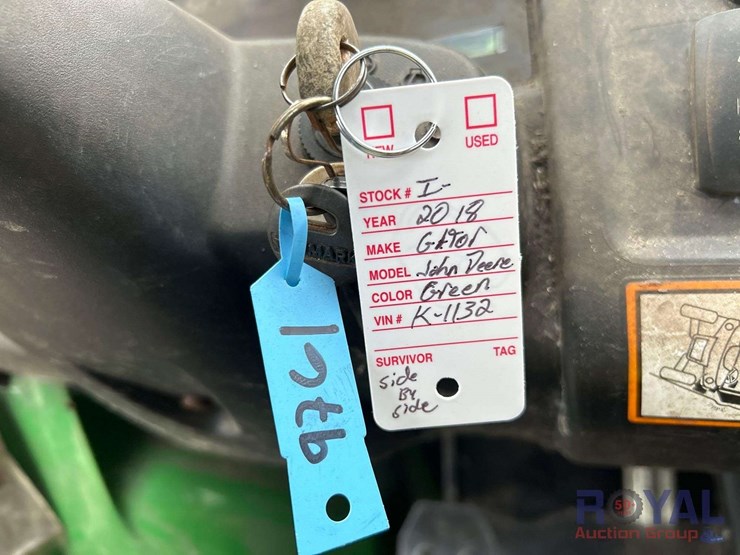 NEW USED
STOCK # I-
YEAR 2018
MAKE Gator
MODEL John Deere
COLOR Green
VIN # K-1132
SURVIVOR TAG
side
By
side
ROYAL
Auction Group